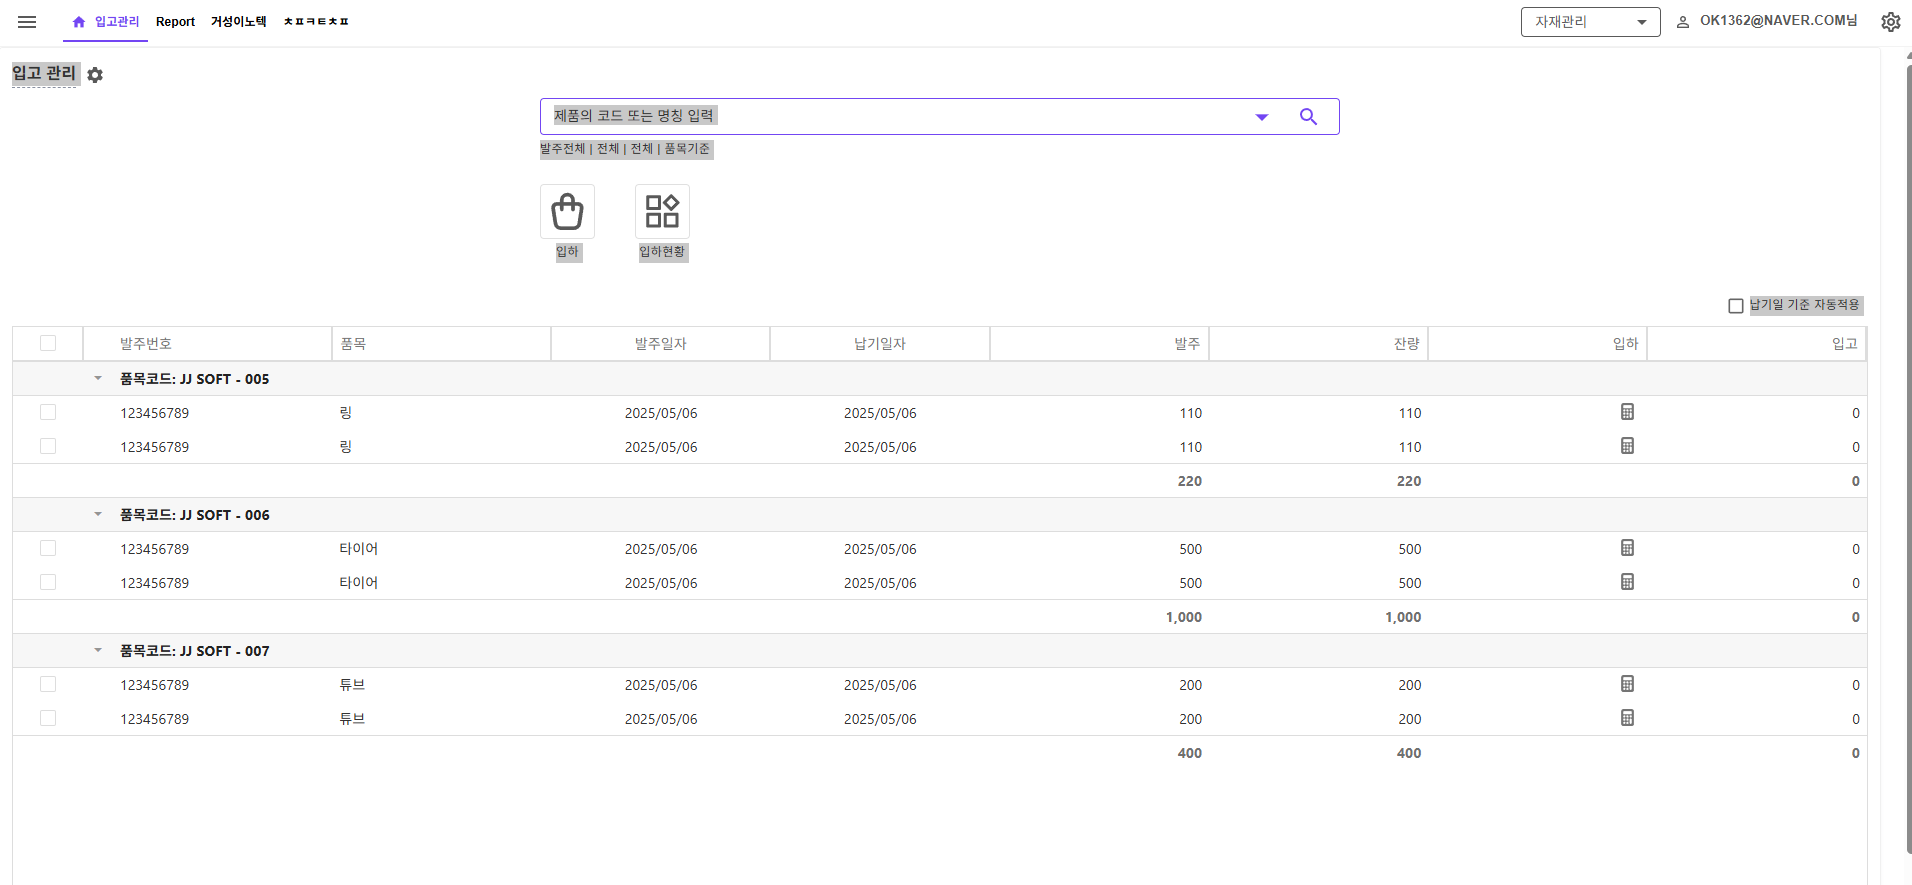 입고관리 Report 거성이노텍 ㅊㅍㅋㅌㅊㅍ 자재관리 OK1362@NAVER.COM님
입고 관리
제품의 코드 또는 명칭 입력
발주전체 | 전체 | 전체 | 품목기준
입하 입하현황
납기일 기준 자동적용
발주번호 품목 발주일자 납기일자 발주 잔량 입하 입고
품목코드: JJ SOFT - 005
123456789 링 2025/05/06 2025/05/06 110 110 0
123456789 링 2025/05/06 2025/05/06 110 110 0
220 220 0
품목코드: JJ SOFT - 006
123456789 타이어 2025/05/06 2025/05/06 500 500 0
123456789 타이어 2025/05/06 2025/05/06 500 500 0
1,000 1,000 0
품목코드: JJ SOFT - 007
123456789 튜브 2025/05/06 2025/05/06 200 200 0
123456789 튜브 2025/05/06 2025/05/06 200 200 0
400 400 0